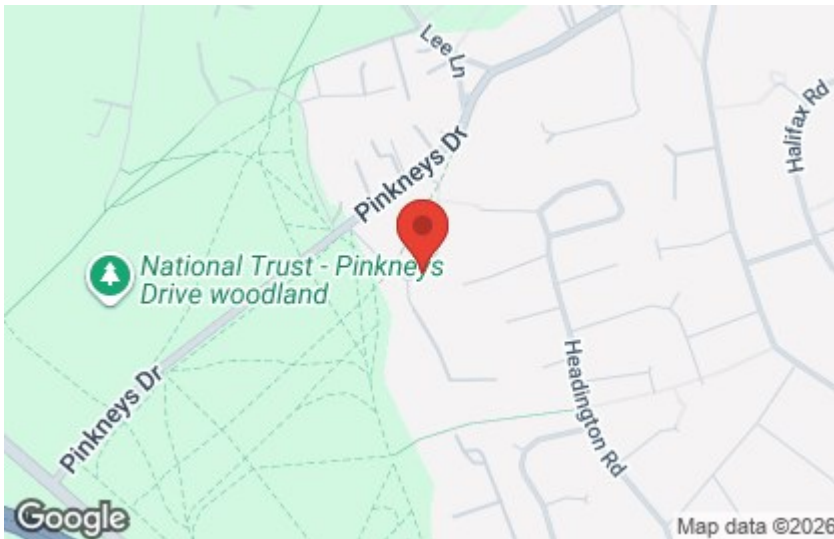 Lee Ln
Halifax Rd
Pinkneys Dr
National Trust - Pinkneys
Drive woodland
Headington Rd
Pinkneys Dr
Google
Map data ©2026